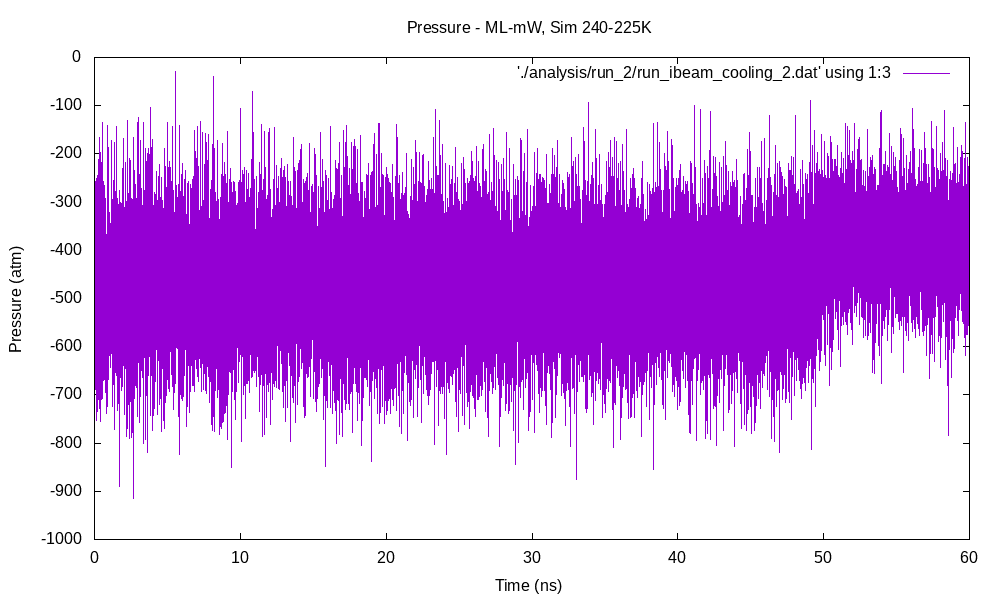 Pressure - ML-mW, Sim 240-225K
'./analysis/run_2/run_ibeam_cooling_2.dat' using 1:3
0
-100
-200
-300
-400
-500
-600
-700
-800
-900
-1000
Pressure (atm)
0 10 20 30 40 50 60
Time (ns)